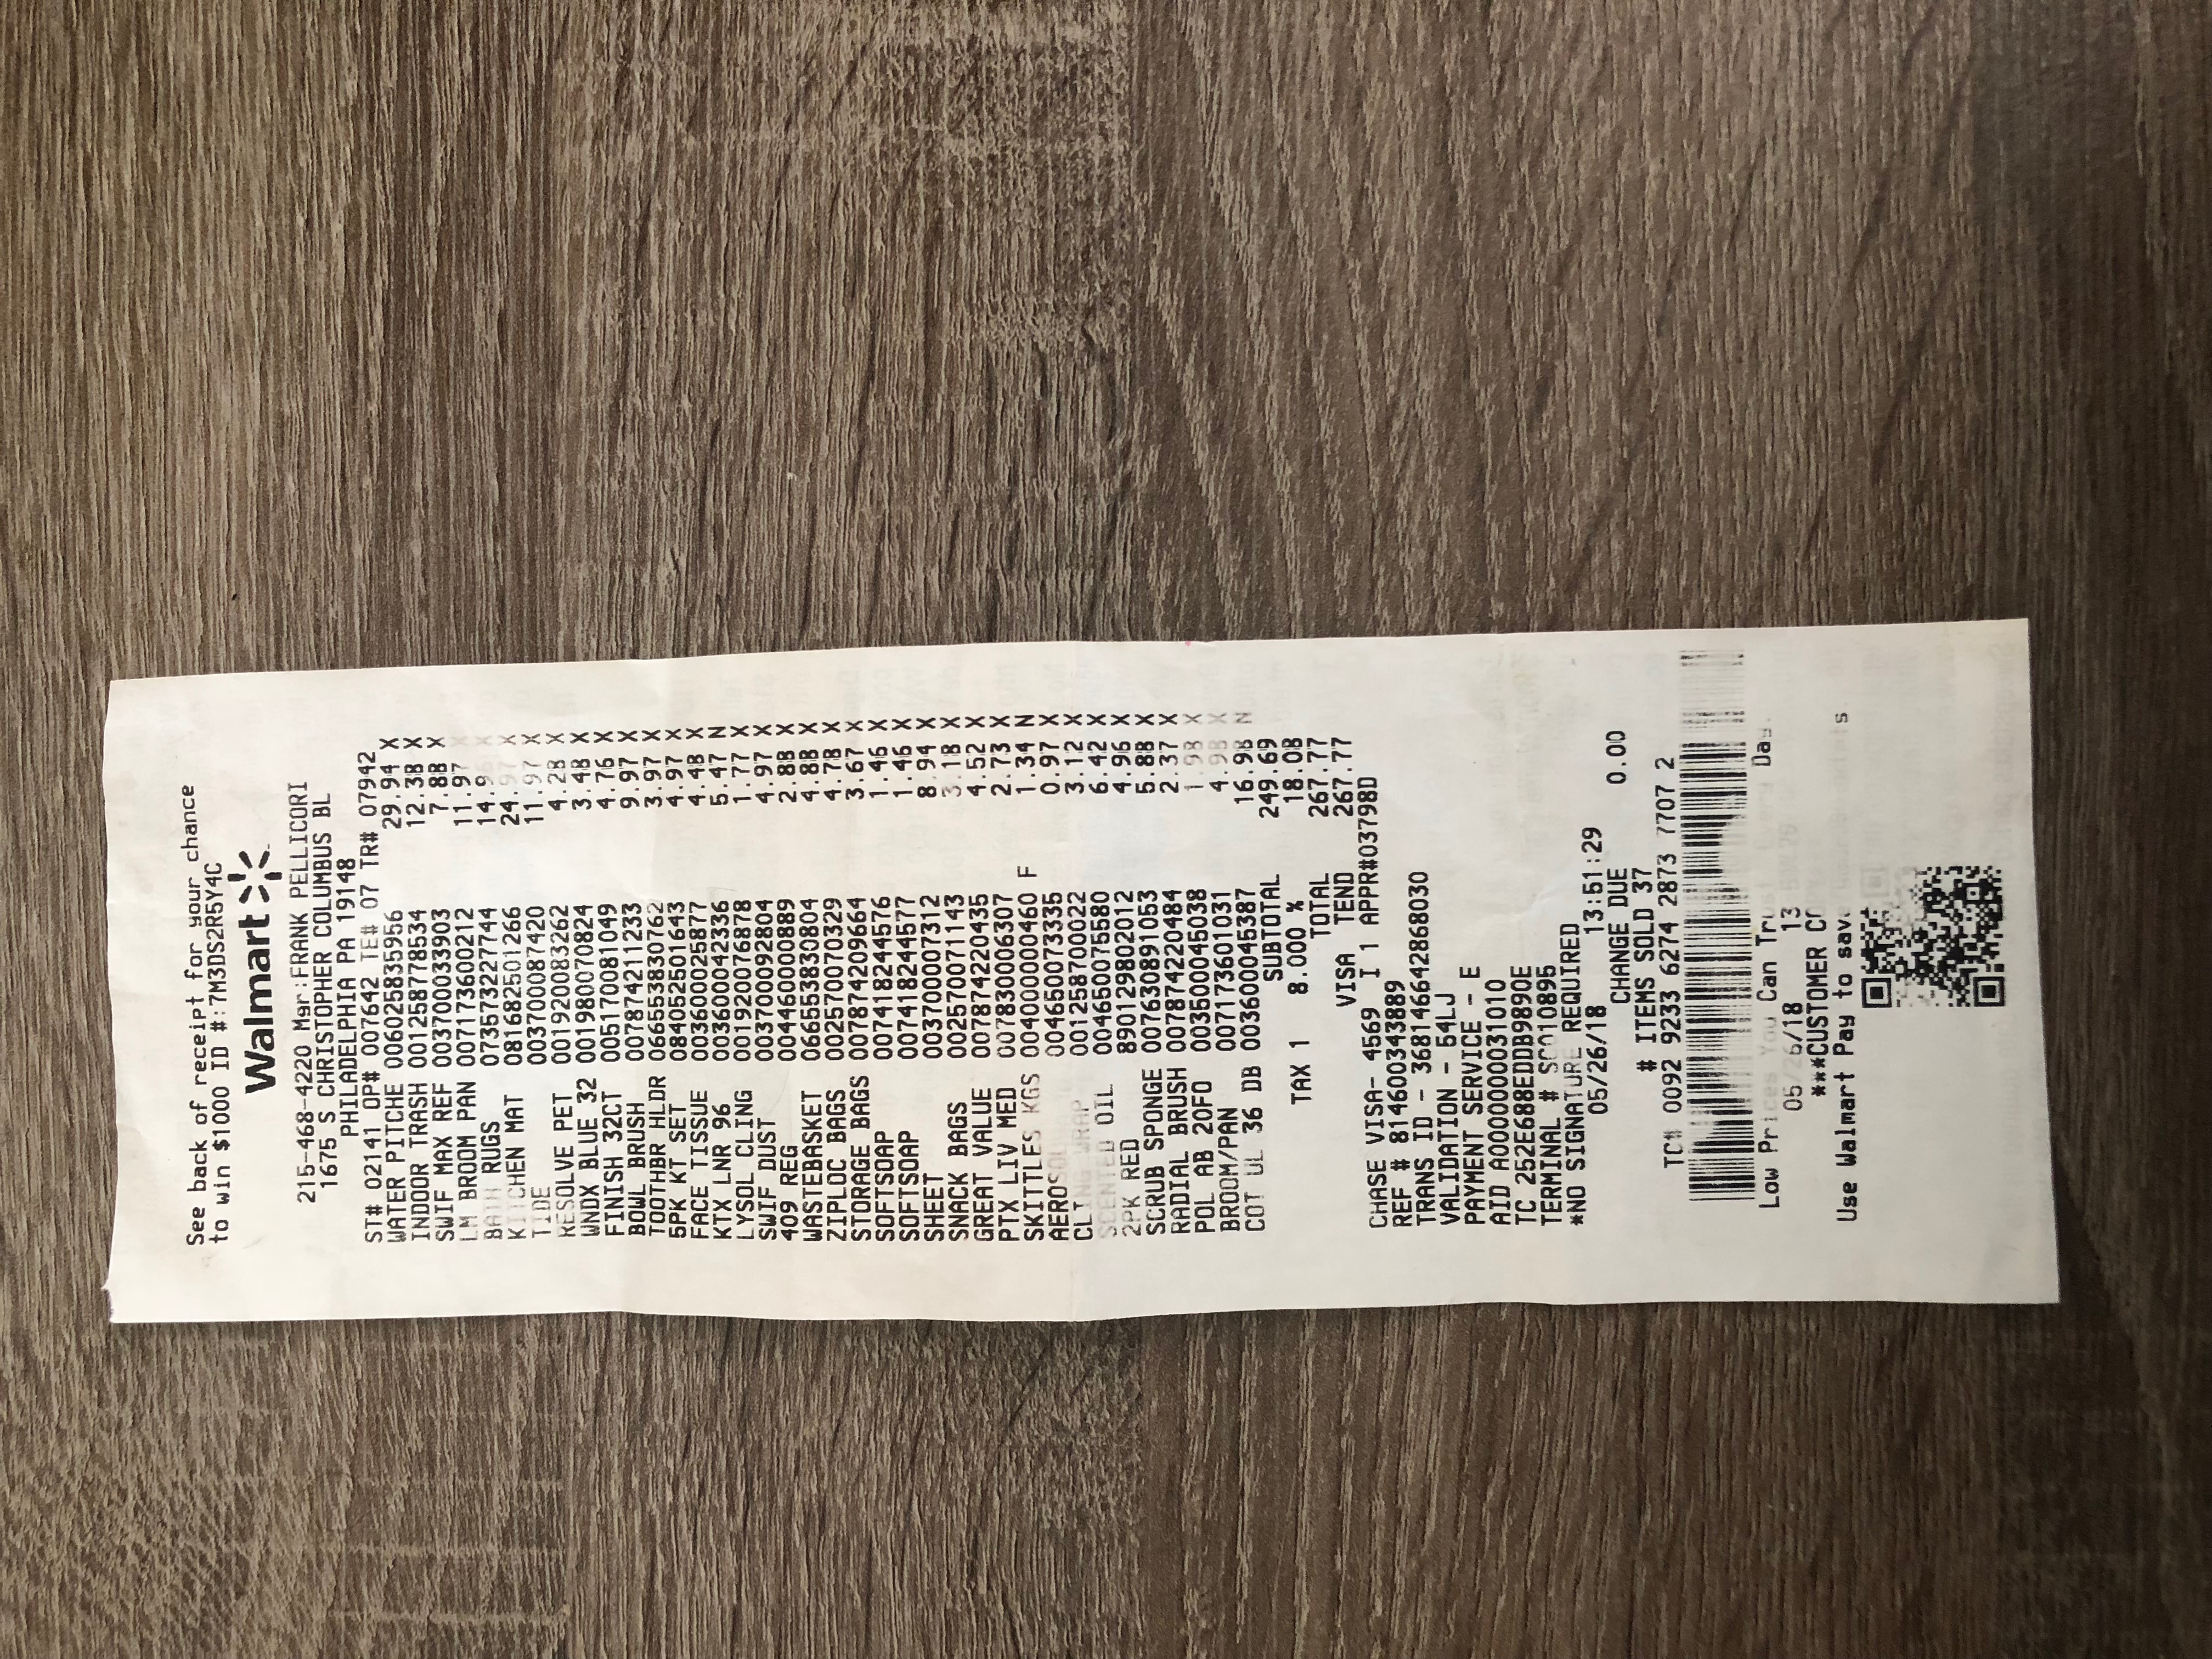 See back of receipt for your chance
to win $1000 ID #:7M3DS2R5Y4C
Walmart
215-468-4220 Mgr:FRANK PELLICORI
1675 S CHRISTOPHER COLUMBUS BL
PHILADELPHIA PA 19148
ST# 02141 OP# 007642 TE# 07 TR# 07942
WATER PITCHE 006025835956 29.94 X
INDOOR TRASH 001258778534 12.38 X
SWIF MAX REF 003700033903 7.88 X
LM BROOM PAN 007173600212 11.97 X
BATH RUGS 073573227744 14.96 X
KITCHEN MAT 081682501266 24.97 X
TIDE 003700087420 11.97 X
RESOLVE PET 001920083262 4.28 X
WNDX BLUE 32 001980070824 3.48 X
FINISH 32CT 005170081049 4.76 X
BOWL BRUSH 007874211233 9.97 X
TOOTHBR HLDR 066553830762 3.97 X
5PK KT SET 084052501643 4.97 X
FACE TISSUE 003600025877 4.48 X
KTX LNR 96 003600042336 5.47 N
LYSOL CLING 001920076878 1.77 X
SWIF DUST 003700092804 4.97 X
409 REG 004460000889 2.88 X
WASTEBASKET 066553830804 4.88 X
ZIPLOC BAGS 002570070329 4.78 X
STORAGE BAGS 007874209664 3.67 X
SOFTSOAP 007418244576 1.46 X
SOFTSOAP 007418244577 1.46 X
SHEET 003700007312 8.94 X
SNACK BAGS 002570071143 3.18 X
GREAT VALUE 007874220435 4.52 X
PTX LIV MED 007830006307 2.73 X
SKITTLES KGS 004000000460 F 1.34 N
AEROSOL 004650073335 0.97 X
CLING WRAP 001258700022 3.12 X
SCENTED OIL 004650075580 6.42 X
2PK RED 890129802012 4.96 X
SCRUB SPONGE 007630891053 5.88 X
RADIAL BRUSH 007874220484 2.37 X
POL AB 20FO 003500045038 1.98 X
BROOM/PAN 007173601031 4.98 X
COT UL 36 DB 003600045387 16.98 N
SUBTOTAL 249.69
TAX 1 8.000 % 18.08
TOTAL 267.77
VISA TEND 267.77
CHASE VISA- 4569 I 1 APPR#03798D
REF # 814600343889
TRANS ID - 368146642868030
VALIDATION - 54LJ
PAYMENT SERVICE - E
AID A0000000031010
TC 252E688EDDB9890E
TERMINAL # SC010895
*NO SIGNATURE REQUIRED
05/26/18 13:51:29
CHANGE DUE 0.00
# ITEMS SOLD 37
TC# 0092 9233 6274 2873 7707 2
Low Prices You Can Trust Every Day.
05/26/18 13
***CUSTOMER
Use Walmart Pay to save